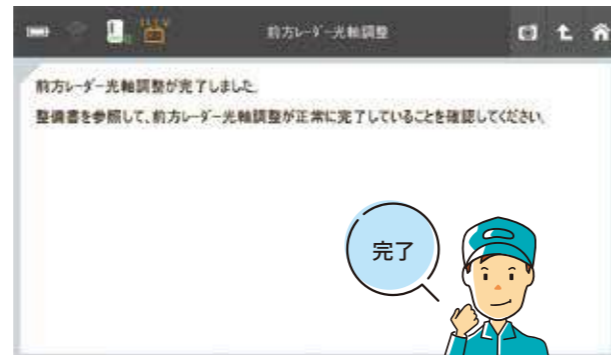 前方レーダー光軸調整
前方レーダー光軸調整が完了しました。
整備書を参照して、前方レーダー光軸調整が正常に完了していることを確認してください。
完了